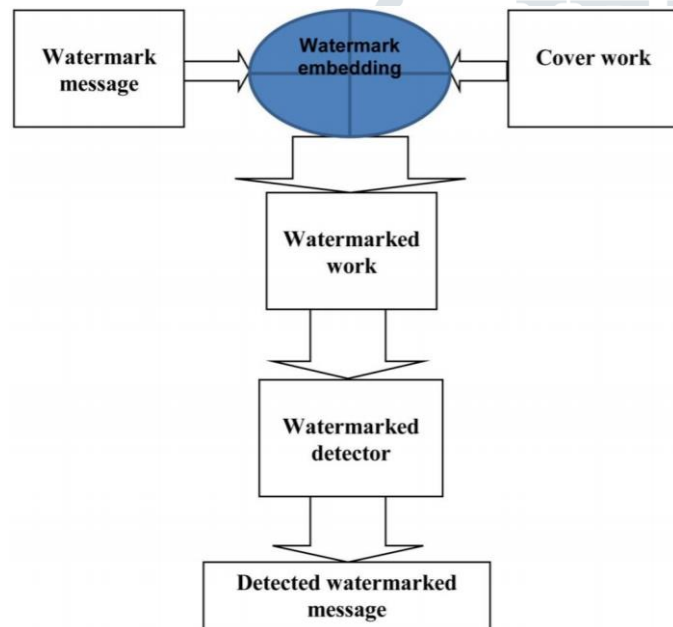 Watermark
message
Watermark
embedding
Cover work
Watermarked
work
Watermarked
detector
Detected watermarked
message